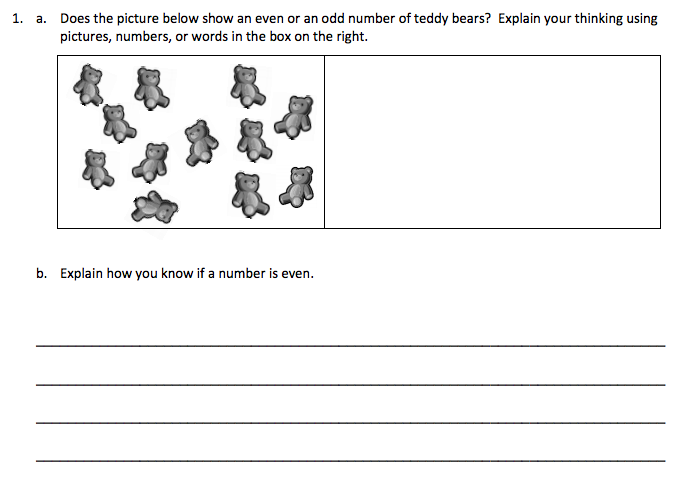 1. a. Does the picture below show an even or an odd number of teddy bears? Explain your thinking using
pictures, numbers, or words in the box on the right.
b. Explain how you know if a number is even.